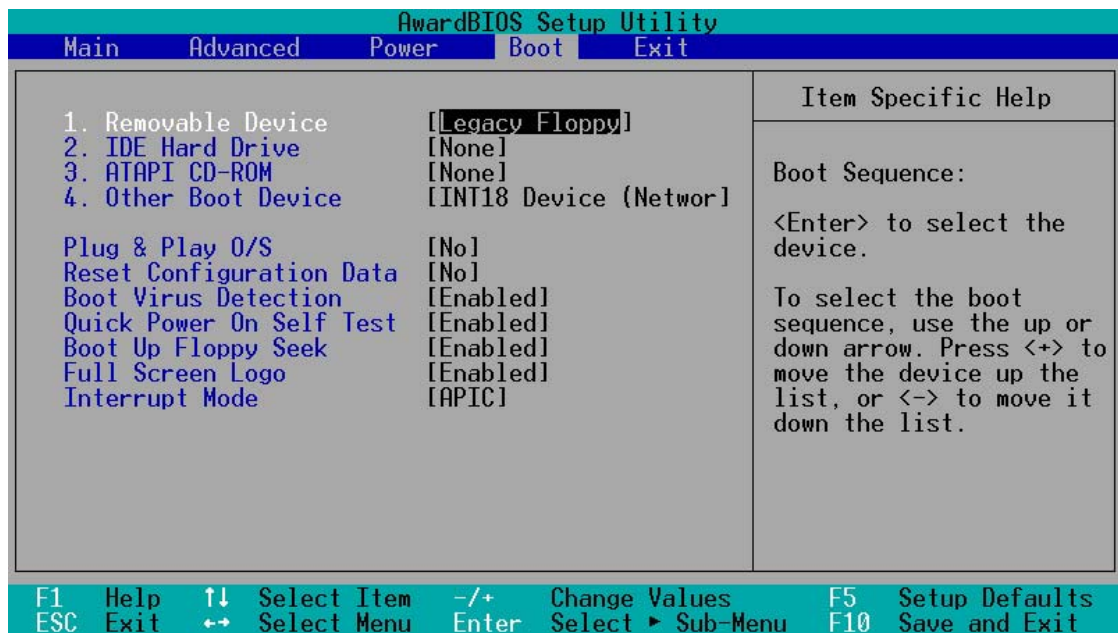 AwardBIOS Setup Utility
Main Advanced Power Boot Exit
1. Removable Device [Legacy Floppy]
2. IDE Hard Drive [None]
3. ATAPI CD-ROM [None]
4. Other Boot Device [INT18 Device (Networ]
Plug & Play O/S [No]
Reset Configuration Data [No]
Boot Virus Detection [Enabled]
Quick Power On Self Test [Enabled]
Boot Up Floppy Seek [Enabled]
Full Screen Logo [Enabled]
Interrupt Mode [APIC]
Item Specific Help
Boot Sequence:
<Enter> to select the
device.
To select the boot
sequence, use the up or
down arrow. Press <+> to
move the device up the
list, or <-> to move it
down the list.
F1 Help ↑↓ Select Item -/+ Change Values F5 Setup Defaults
ESC Exit ←→ Select Menu Enter Select ► Sub-Menu F10 Save and Exit